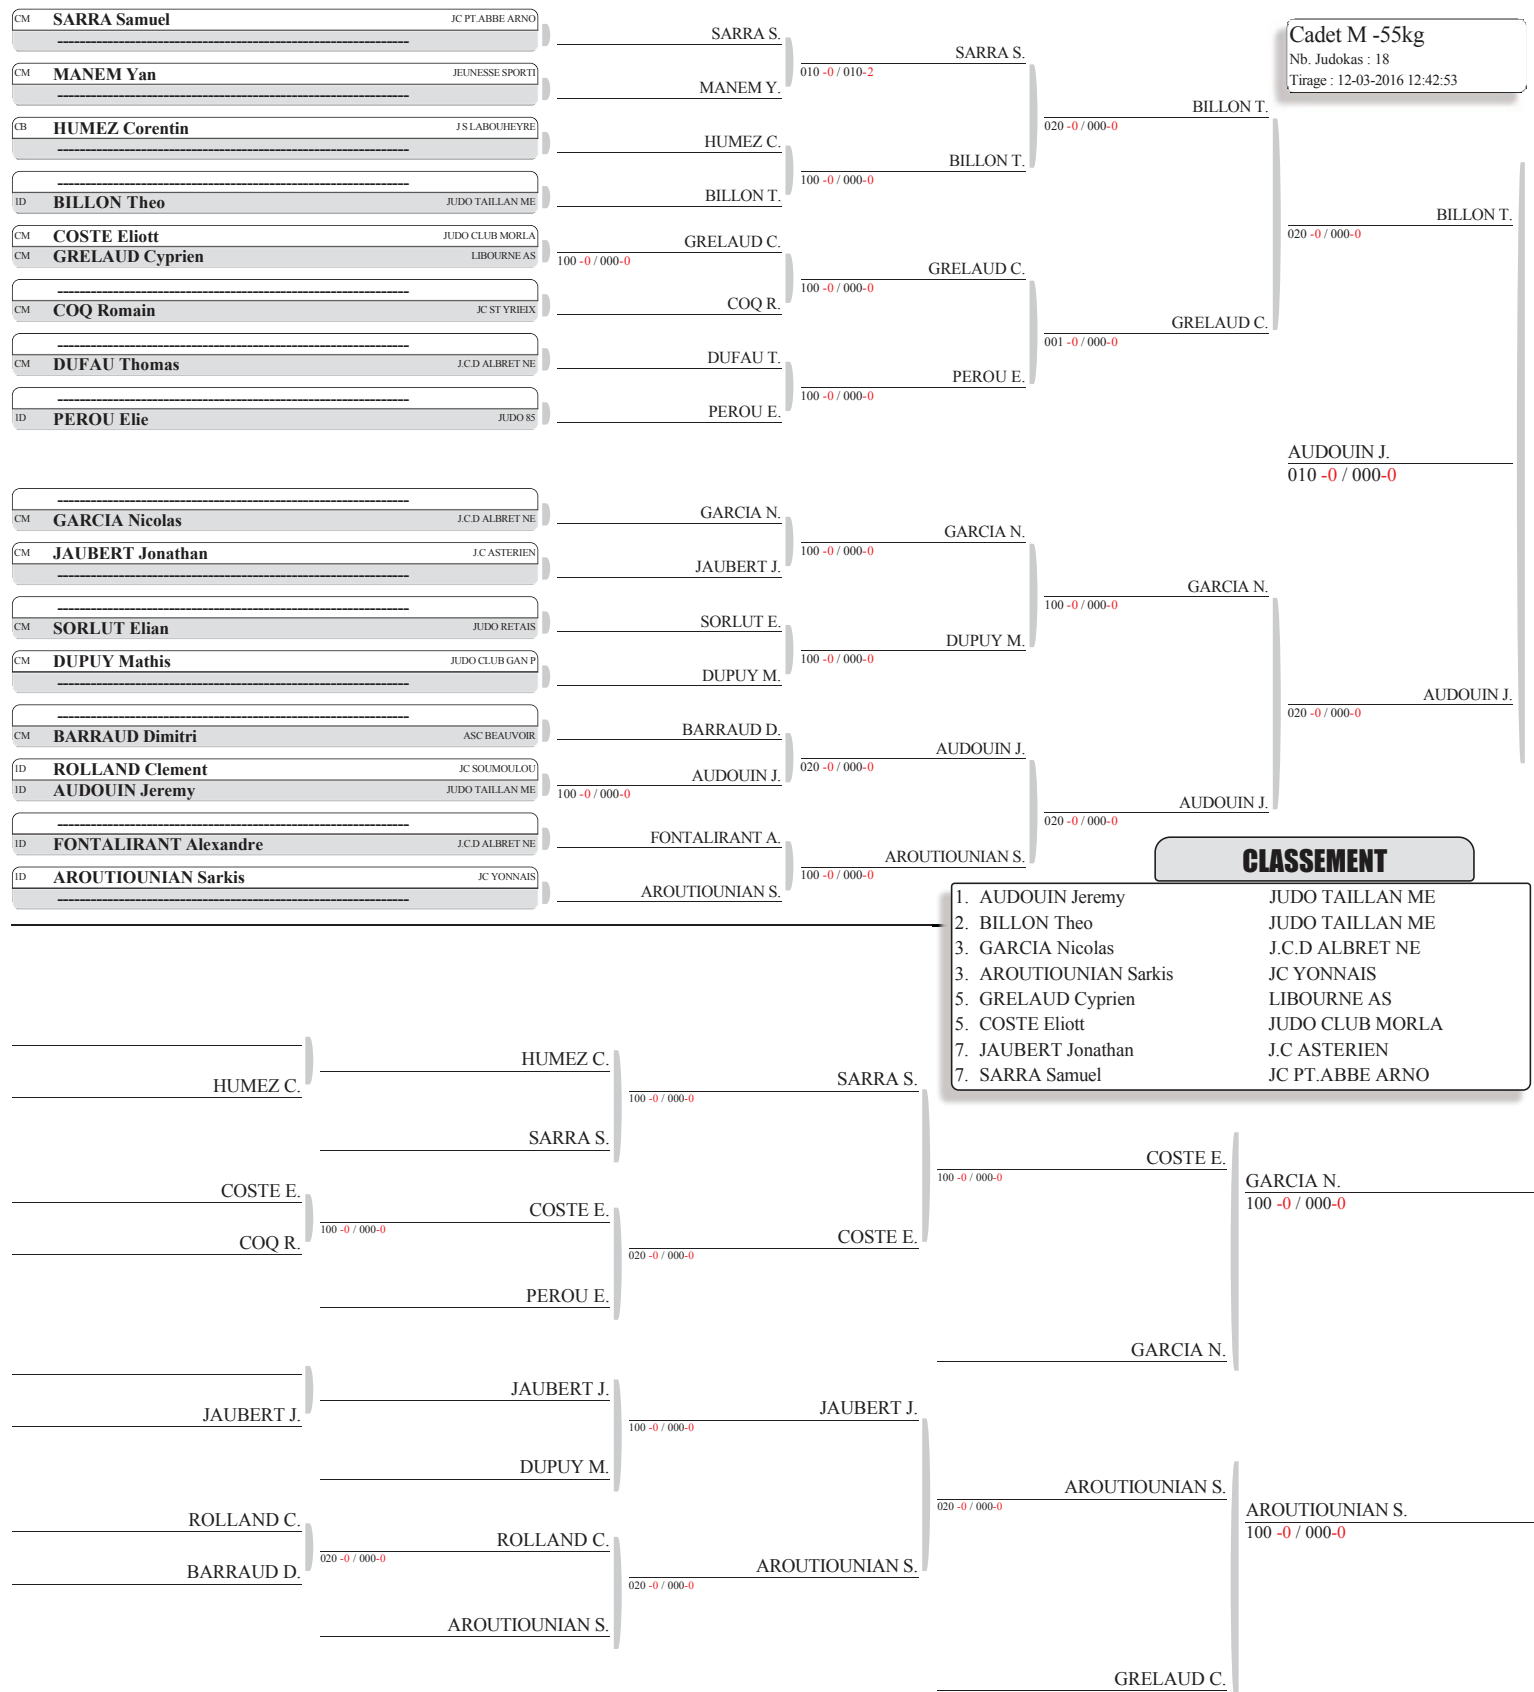 Cadet M -55kg
Nb. Judokas : 18
Tirage : 12-03-2016 12:42:53
CM SARRA Samuel JC PT.ABBE ARNO
CM MANEM Yan JEUNESSE SPORTI
CB HUMEZ Corentin J S LABOUHEYRE
1D BILLON Theo JUDO TAILLAN ME
CM COSTE Eliott JUDO CLUB MORLA
CM GRELAUD Cyprien LIBOURNE AS
CM COQ Romain JC ST YRIEIX
CM DUFAU Thomas J.C.D ALBRET NE
1D PEROU Elie JUDO 85
CM GARCIA Nicolas J.C.D ALBRET NE
CM JAUBERT Jonathan J.C ASTERIEN
CM SORLUT Elian JUDO RETAIS
CM DUPUY Mathis JUDO CLUB GAN P
CM BARRAUD Dimitri ASC BEAUVOIR
1D ROLLAND Clement JC SOUMOULOU
1D AUDOUIN Jeremy JUDO TAILLAN ME
1D FONTALIRANT Alexandre J.C.D ALBRET NE
1D AROUTIOUNIAN Sarkis JC YONNAIS
SARRA S.
MANEM Y.
HUMEZ C.
BILLON T.
GRELAUD C.
100 -0 / 000-0
COQ R.
DUFAU T.
PEROU E.
GARCIA N.
JAUBERT J.
SORLUT E.
DUPUY M.
BARRAUD D.
AUDOUIN J.
100 -0 / 000-0
FONTALIRANT A.
AROUTIOUNIAN S.
SARRA S.
010 -0 / 010-2
BILLON T.
100 -0 / 000-0
GRELAUD C.
100 -0 / 000-0
PEROU E.
100 -0 / 000-0
GARCIA N.
100 -0 / 000-0
DUPUY M.
100 -0 / 000-0
AUDOUIN J.
020 -0 / 000-0
AROUTIOUNIAN S.
100 -0 / 000-0
BILLON T.
020 -0 / 000-0
GRELAUD C.
001 -0 / 000-0
GARCIA N.
100 -0 / 000-0
AUDOUIN J.
020 -0 / 000-0
BILLON T.
020 -0 / 000-0
AUDOUIN J.
020 -0 / 000-0
AUDOUIN J.
010 -0 / 000-0
CLASSEMENT
1. AUDOUIN Jeremy JUDO TAILLAN ME
2. BILLON Theo JUDO TAILLAN ME
3. GARCIA Nicolas J.C.D ALBRET NE
3. AROUTIOUNIAN Sarkis JC YONNAIS
5. GRELAUD Cyprien LIBOURNE AS
5. COSTE Eliott JUDO CLUB MORLA
7. JAUBERT Jonathan J.C ASTERIEN
7. SARRA Samuel JC PT.ABBE ARNO
HUMEZ C.
COSTE E.
COQ R.
JAUBERT J.
ROLLAND C.
BARRAUD D.
HUMEZ C.
SARRA S.
COSTE E.
100 -0 / 000-0
PEROU E.
JAUBERT J.
DUPUY M.
ROLLAND C.
020 -0 / 000-0
AROUTIOUNIAN S.
SARRA S.
100 -0 / 000-0
COSTE E.
020 -0 / 000-0
JAUBERT J.
100 -0 / 000-0
AROUTIOUNIAN S.
020 -0 / 000-0
COSTE E.
100 -0 / 000-0
GARCIA N.
AROUTIOUNIAN S.
020 -0 / 000-0
GRELAUD C.
GARCIA N.
100 -0 / 000-0
AROUTIOUNIAN S.
100 -0 / 000-0